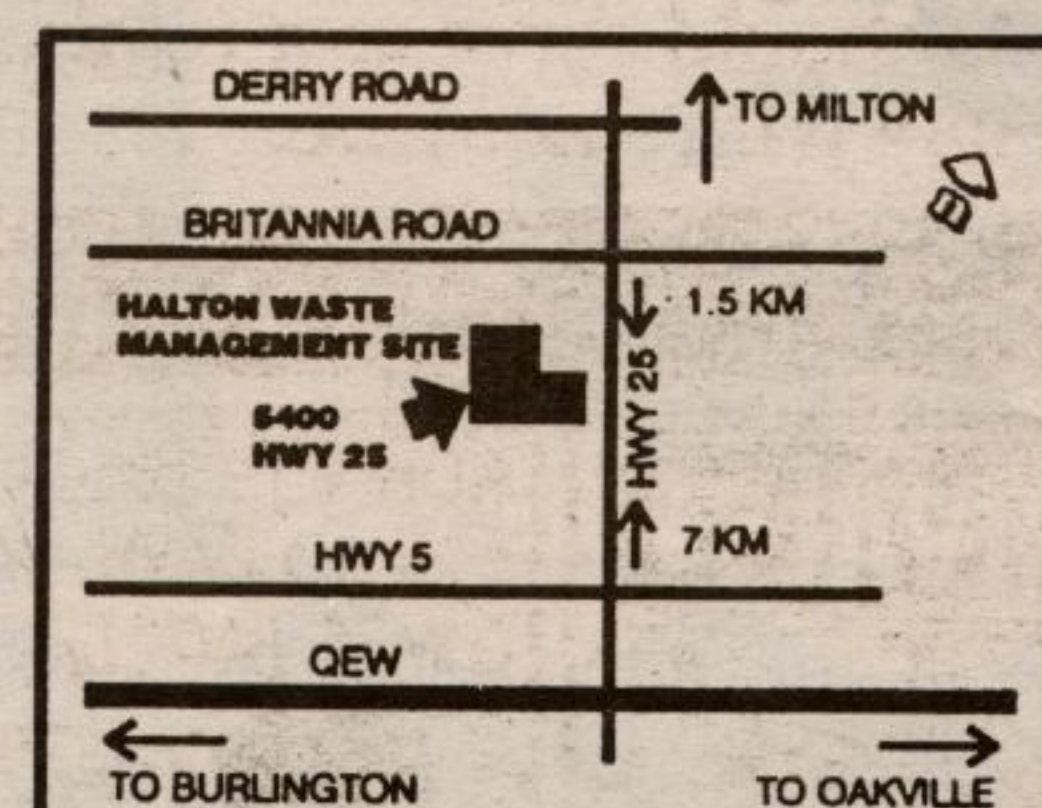 DERRY ROAD
TO MILTON
BRITANNIA ROAD
HALTON WASTE
MANAGEMENT SITE
1.5 KM
HWY 25
5400
HWY 25
7 KM
HWY 5
QEW
TO BURLINGTON
TO OAKVILLE